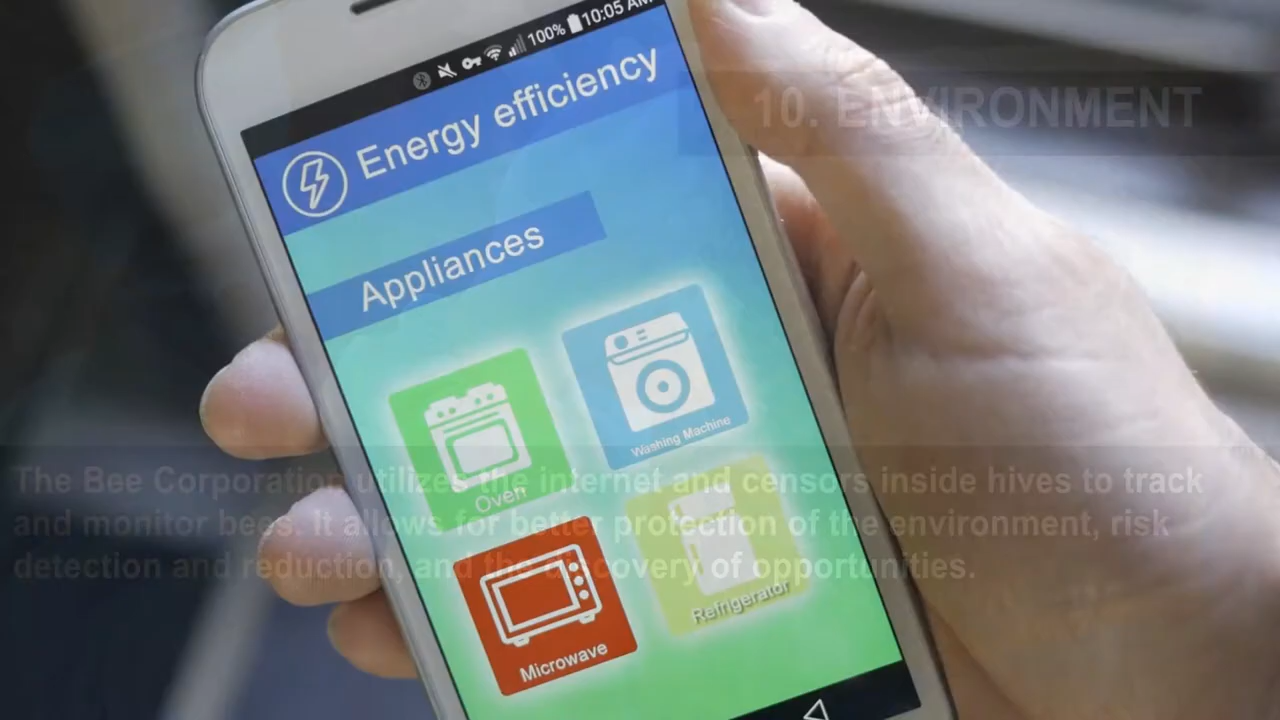 100% 10:05 AM
Energy efficiency
10. ENVIRONMENT
Appliances
Washing Machine
Oven
The Bee Corporation utilizes the internet and censors inside hives to track
and monitor bees. It allows for better protection of the environment, risk
detection and reduction, and the discovery of opportunities.
Refrigerator
Microwave